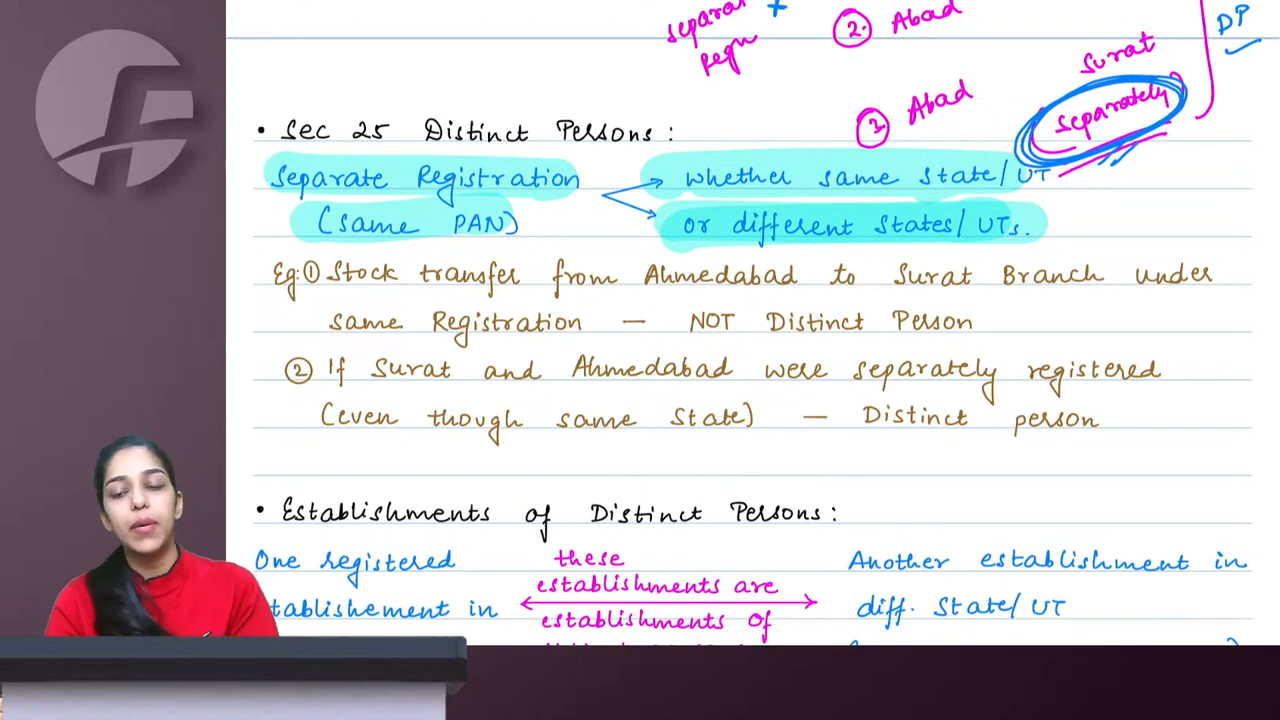 separat
Regn
② Abad
DP
Surat
③ Abad
separately
• Sec 25 Distinct Persons :
Separate Registration
(same PAN)
whether same state/ UT
or different States/ UTs.
Eg:① Stock transfer from Ahmedabad to Surat Branch under
same Registration — NOT Distinct Person
② If Surat and Ahmedabad were separately registered
(even though same State) — Distinct person
• Establishments of Distinct Persons :
One registered
these
Another establishment in
establishments are
tablishement in
diff. State/ UT
establishments of